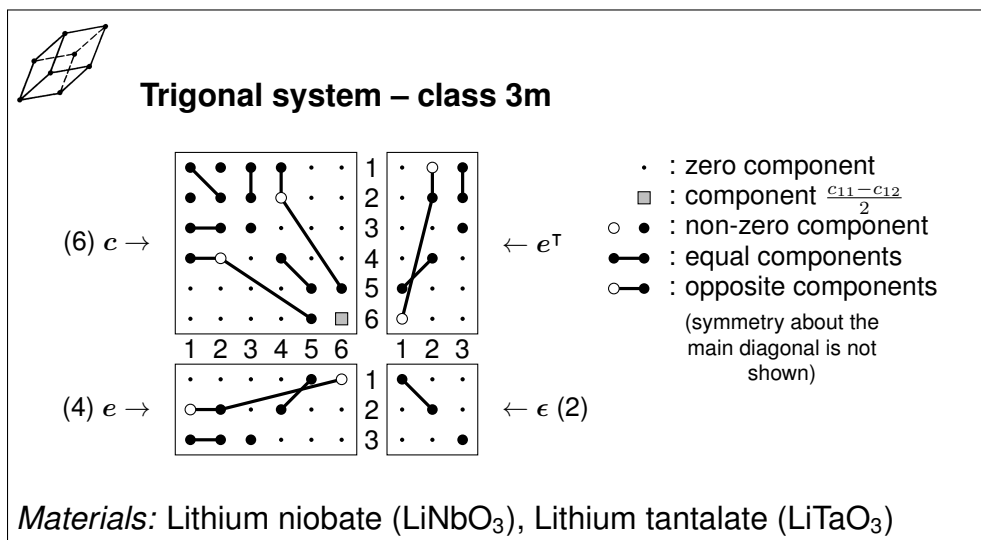 Trigonal system – class 3m
1
2
3
4
5
6
(6) c →
← eᵀ
1 2 3 4 5 6
1 2 3
1
2
3
(4) e →
← ϵ (2)
: zero component
: component (c₁₁−c₁₂)/2
: non-zero component
: equal components
: opposite components
(symmetry about the
main diagonal is not
shown)
Materials: Lithium niobate (LiNbO₃), Lithium tantalate (LiTaO₃)